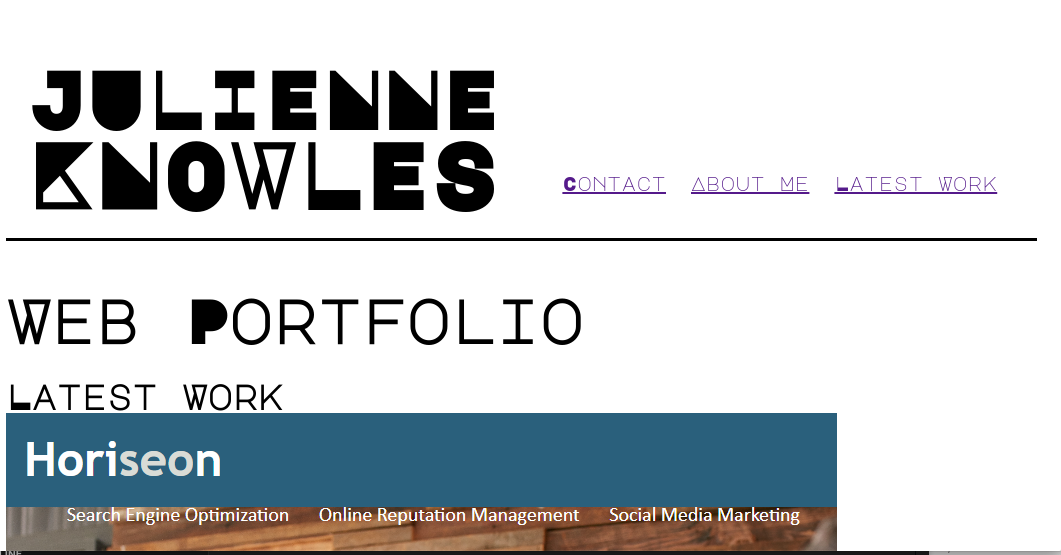 JULIENNE
KNOWLES
Contact About me Latest work
Web Portfolio
Latest work
Horiseon
Search Engine Optimization Online Reputation Management Social Media Marketing